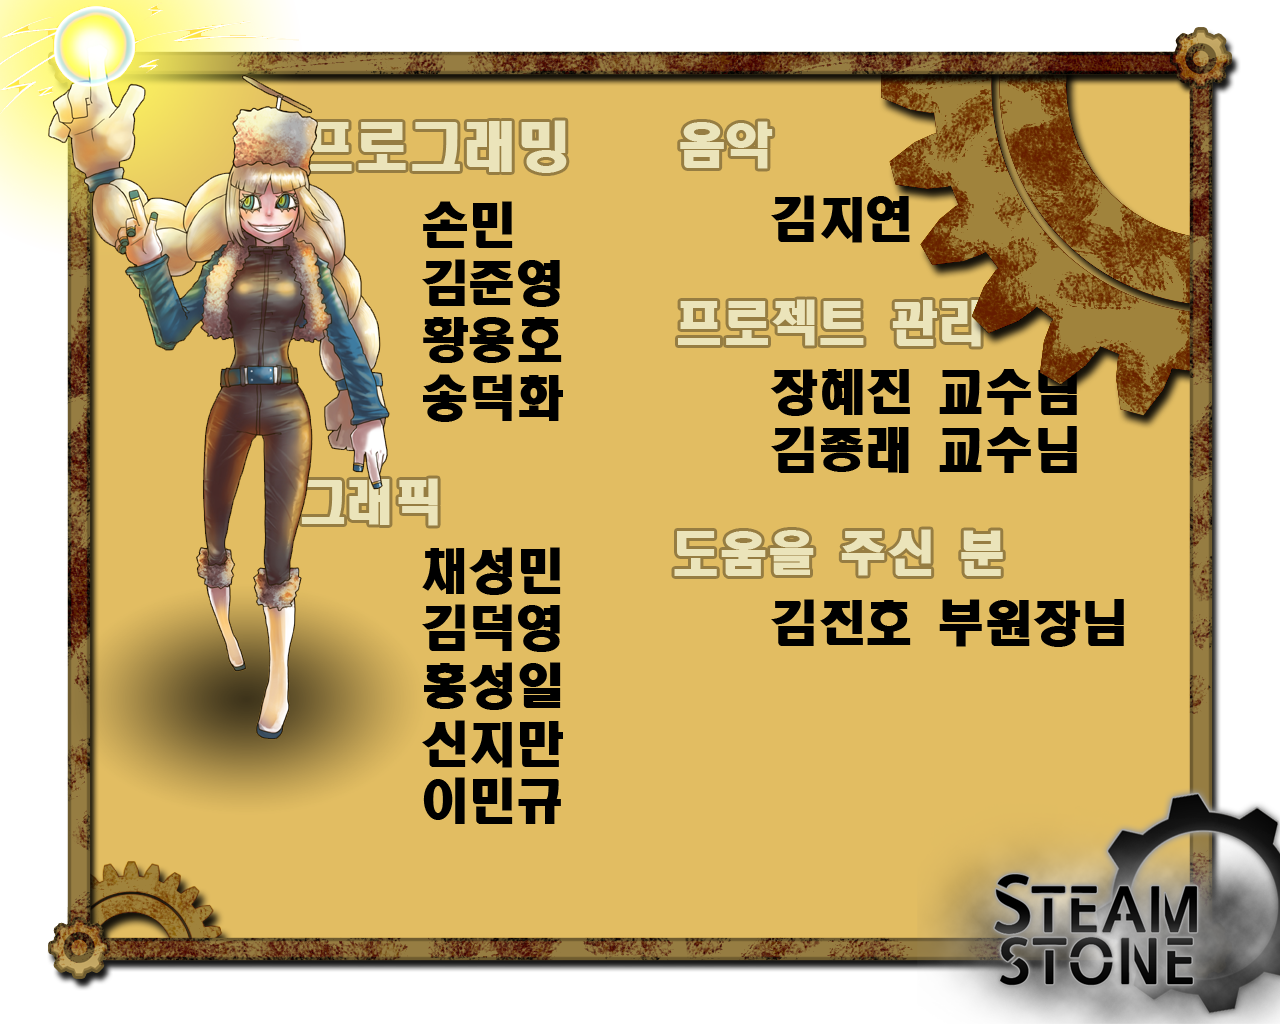 프로그래밍
손민
김준영
황용호
송덕화
그래픽
채성민
김덕영
홍성일
신지만
이민규
음악
김지연
프로젝트 관리
장혜진 교수님
김종래 교수님
도움을 주신 분
김진호 부원장님
STEAM
STONE